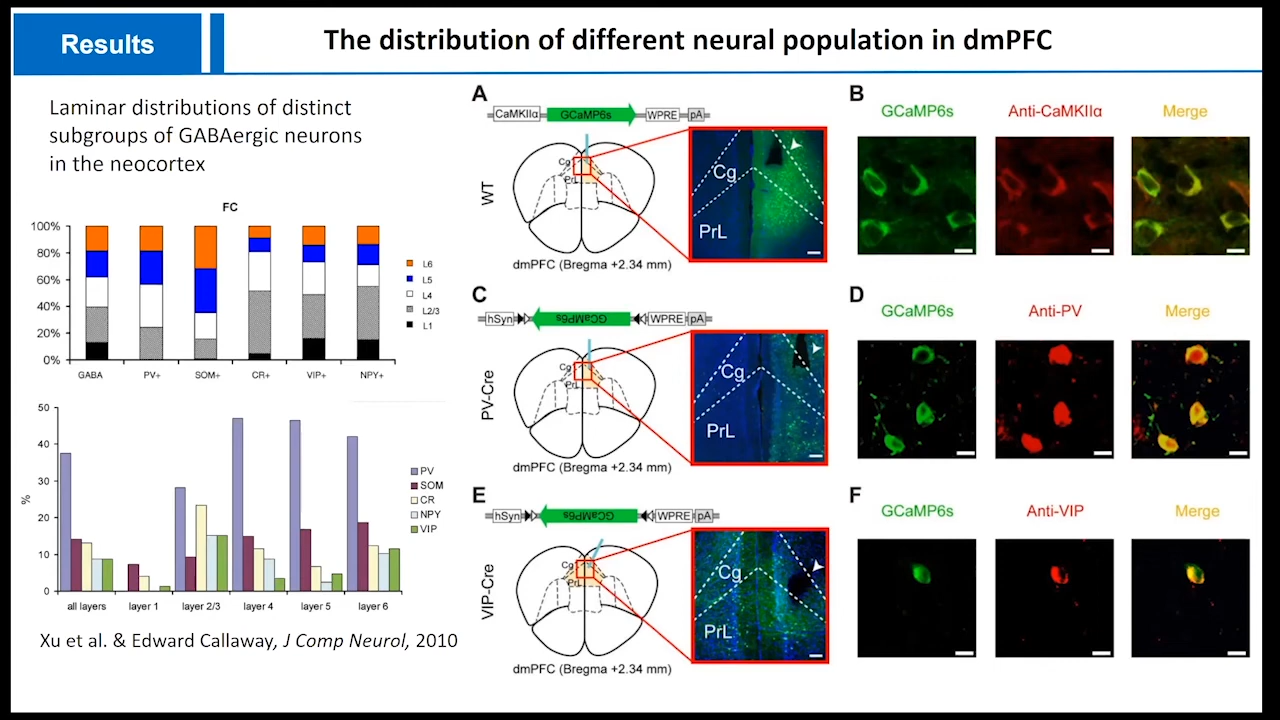 Results
The distribution of different neural population in dmPFC
Laminar distributions of distinct
subgroups of GABAergic neurons
in the neocortex
FC
100%
80%
60%
40%
20%
0%
GABA PV+ SOM+ CR+ VIP+ NPY+
L6
L5
L4
L2/3
L1
50
40
30
20
10
0
%
all layers layer 1 layer 2/3 layer 4 layer 5 layer 6
PV
SOM
CR
NPY
VIP
Xu et al. & Edward Callaway, J Comp Neurol, 2010
A
CaMKIIα GCaMP6s WPRE pA
WT
Cg
PrL
Cg
PrL
dmPFC (Bregma +2.34 mm)
B
GCaMP6s Anti-CaMKIIα Merge
C
hSyn GCaMP6s WPRE pA
PV-Cre
Cg
PrL
Cg
PrL
dmPFC (Bregma +2.34 mm)
D
GCaMP6s Anti-PV Merge
E
hSyn GCaMP6s WPRE pA
VIP-Cre
Cg
PrL
Cg
PrL
dmPFC (Bregma +2.34 mm)
F
GCaMP6s Anti-VIP Merge